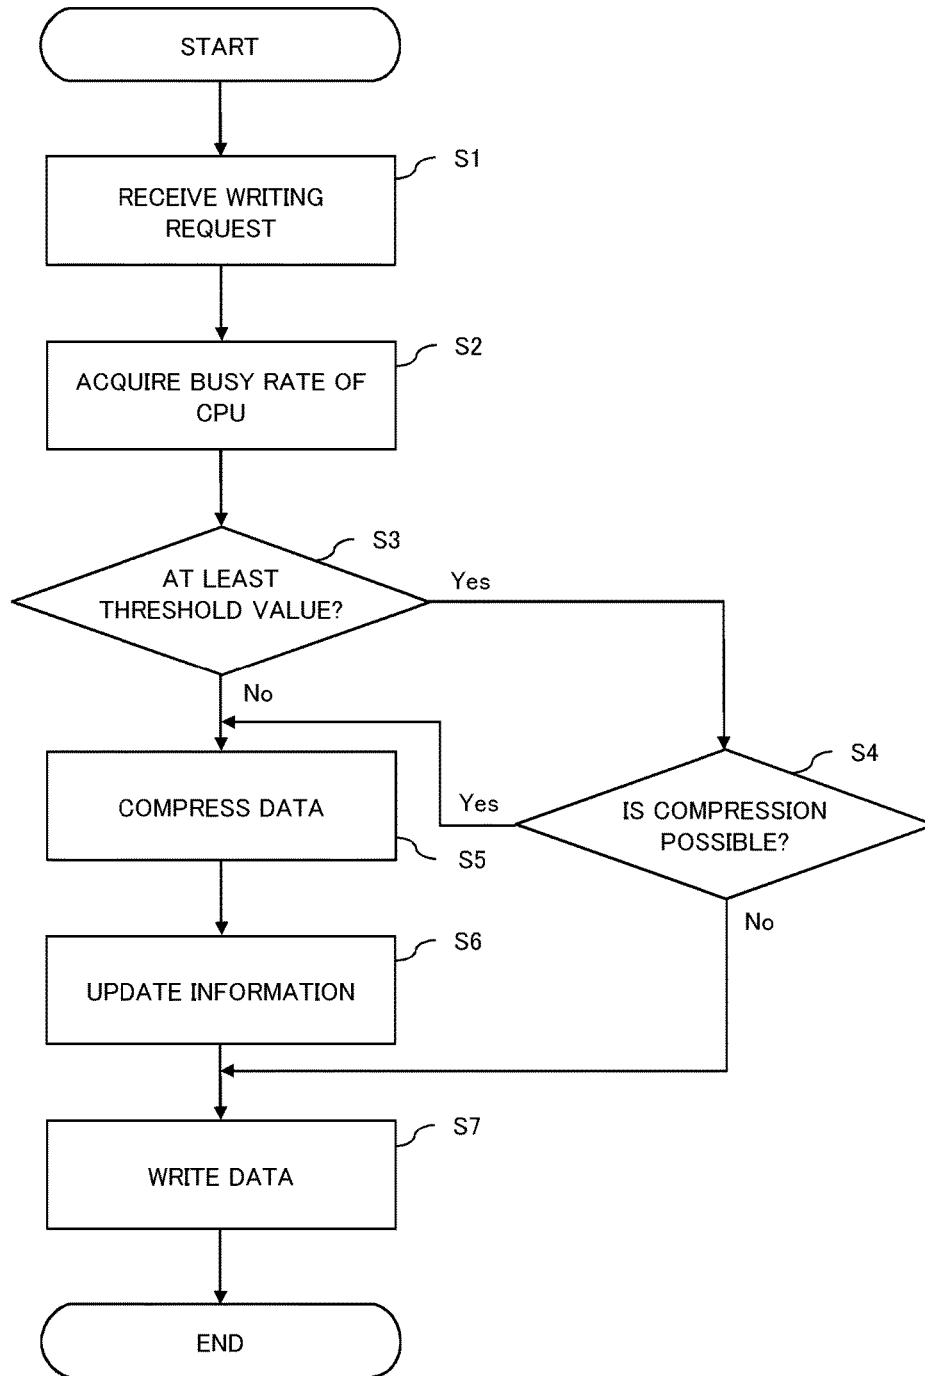 START
S1
RECEIVE WRITING
REQUEST
S2
ACQUIRE BUSY RATE OF
CPU
S3
AT LEAST
THRESHOLD VALUE?
Yes
No
S4
IS COMPRESSION
POSSIBLE?
Yes
No
COMPRESS DATA
S5
S6
UPDATE INFORMATION
S7
WRITE DATA
END